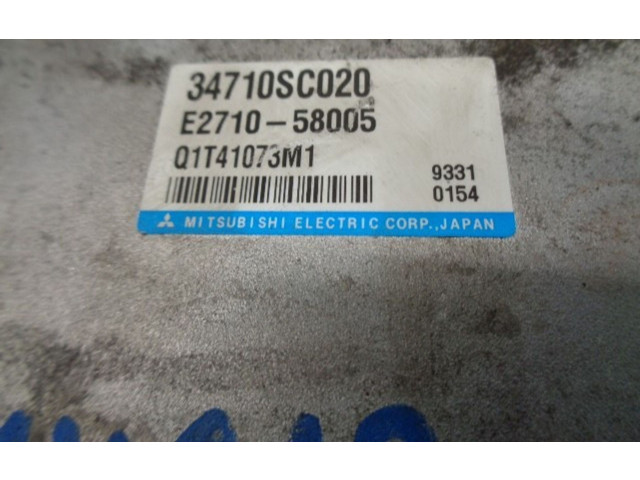 34710SC020
E2710-58005
Q1T41073M1
9331
0154
MITSUBISHI ELECTRIC CORP.,JAPAN